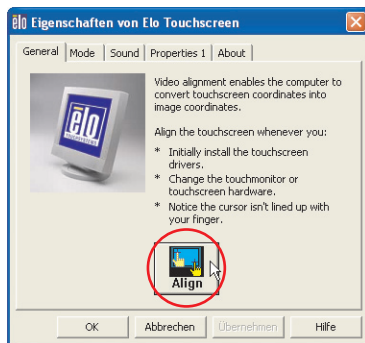 elo Eigenschaften von Elo Touchscreen
General Mode Sound Properties 1 About
Video alignment enables the computer to
convert touchscreen coordinates into
image coordinates.
elo
Align the touchscreen whenever you:
* Initially install the touchscreen
drivers.
* Change the touchmonitor or
touchscreen hardware.
* Notice the cursor isn't lined up with
your finger.
Align
OK Abbrechen Übernehmen Hilfe